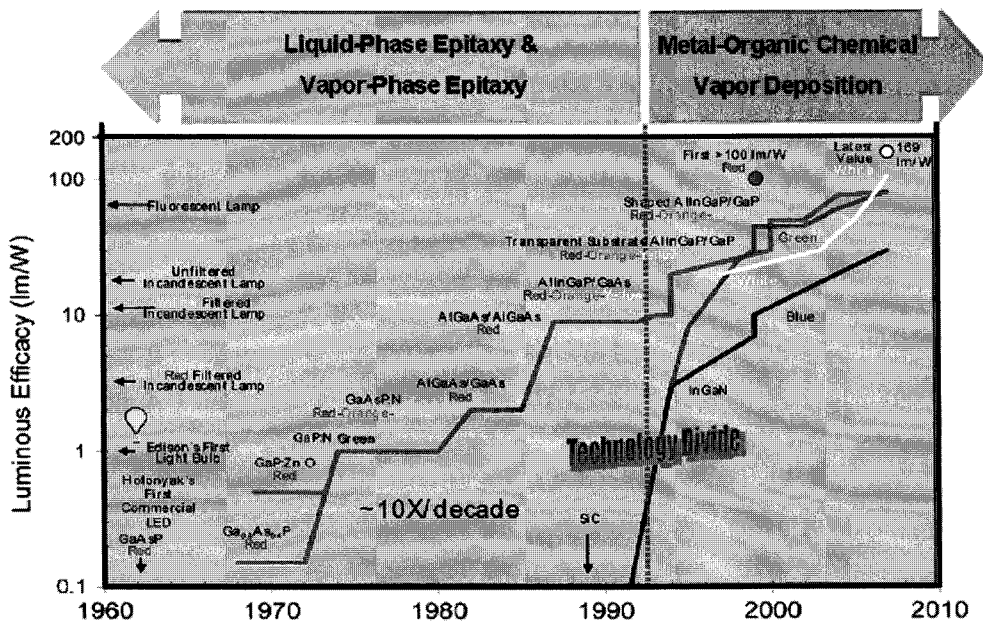 Liquid-Phase Epitaxy &
Vapor-Phase Epitaxy
Metal-Organic Chemical
Vapor Deposition
Luminous Efficacy (lm/W)
200
100
10
1
0.1
1960
1970
1980
1990
2000
2010
Fluorescent Lamp
Unfiltered
Incandescent Lamp
Filtered
Incandescent Lamp
Red Filtered
Incandescent Lamp
Edison's First
Light Bulb
Holonyak's
First
Commercial
LED
GaAsP
Red
GaP:Zn,O
Red
Red
GaP:N Green
GaAsP:N
Red-Orange-
AlGaAs/GaAs
Red
AlGaAs/AlGaAs
Red
AlInGaP/GaAs
Red-Orange-
Transparent Substrate AlInGaP/GaP
Red-Orange-
Shaped AlInGaP/GaP
Red-Orange-
First >100 lm/W
Red
Latest
Value
White
169
lm/W
Green
White
Blue
InGaN
Technology Divide
~10X/decade
SiC